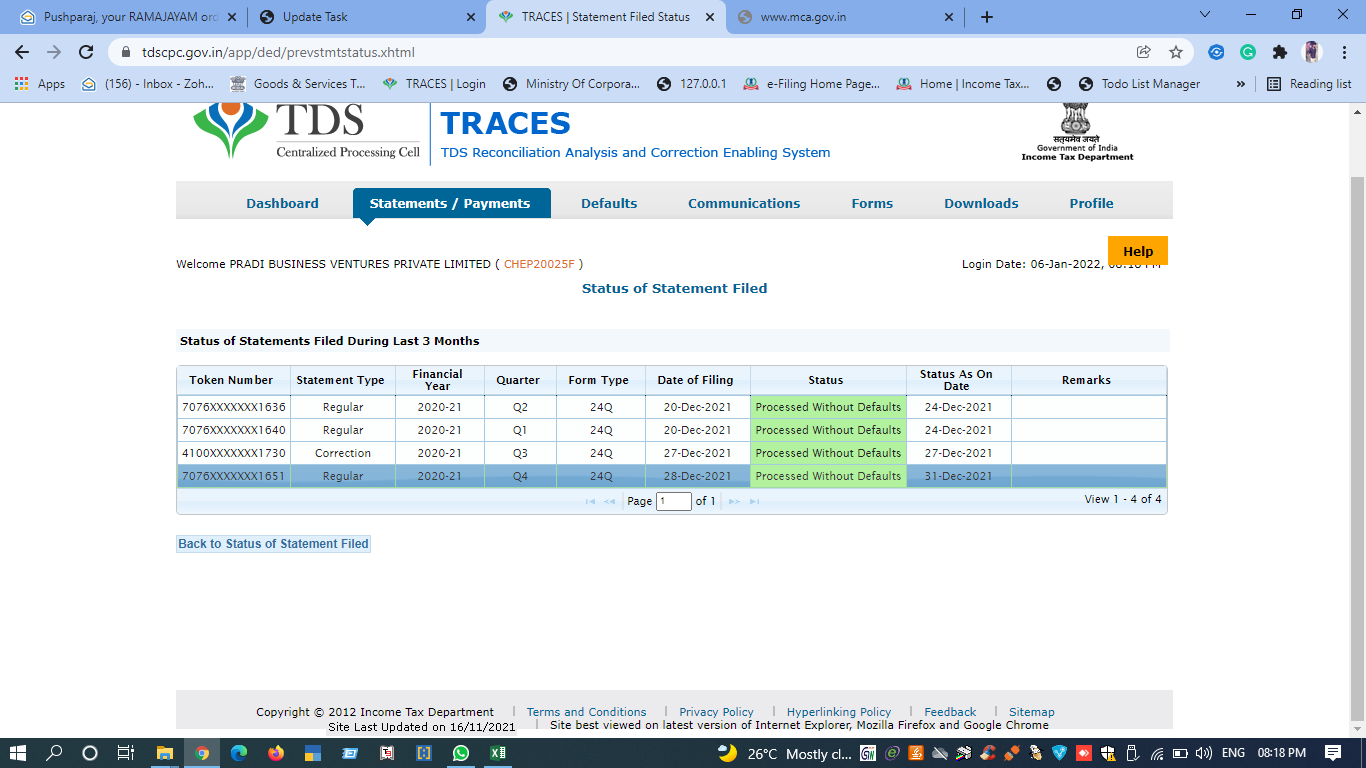 Pushparaj, your RAMAJAYAM ord
Update Task
TRACES | Statement Filed Status
www.mca.gov.in
tdscpc.gov.in/app/ded/prevstmtstatus.xhtml
Apps
(156) - Inbox - Zoh...
Goods & Services T...
TRACES | Login
Ministry Of Corpora...
127.0.0.1
e-Filing Home Page...
Home | Income Tax...
Todo List Manager
»
Reading list
TDS
Centralized Processing Cell
TRACES
TDS Reconciliation Analysis and Correction Enabling System
सत्यमेव जयते
Government of India
Income Tax Department
Dashboard
Statements / Payments
Defaults
Communications
Forms
Downloads
Profile
Help
Welcome PRADI BUSINESS VENTURES PRIVATE LIMITED ( CHEP20025F )
Login Date: 06-Jan-2022,
Status of Statement Filed
Status of Statements Filed During Last 3 Months
Token Number Statement Type Financial Year Quarter Form Type Date of Filing Status Status As On Date Remarks
7076XXXXXXX1636 Regular 2020-21 Q2 24Q 20-Dec-2021 Processed Without Defaults 24-Dec-2021
7076XXXXXXX1640 Regular 2020-21 Q1 24Q 20-Dec-2021 Processed Without Defaults 24-Dec-2021
4100XXXXXXX1730 Correction 2020-21 Q3 24Q 27-Dec-2021 Processed Without Defaults 27-Dec-2021
7076XXXXXXX1651 Regular 2020-21 Q4 24Q 28-Dec-2021 Processed Without Defaults 31-Dec-2021
Page 1 of 1
View 1 - 4 of 4
Back to Status of Statement Filed
Copyright © 2012 Income Tax Department | Terms and Conditions | Privacy Policy | Hyperlinking Policy | Feedback | Sitemap
Site Last Updated on 16/11/2021 | Site best viewed on latest version of Internet Explorer, Mozilla Firefox and Google Chrome
26°C Mostly cl...
ENG
08:18 PM